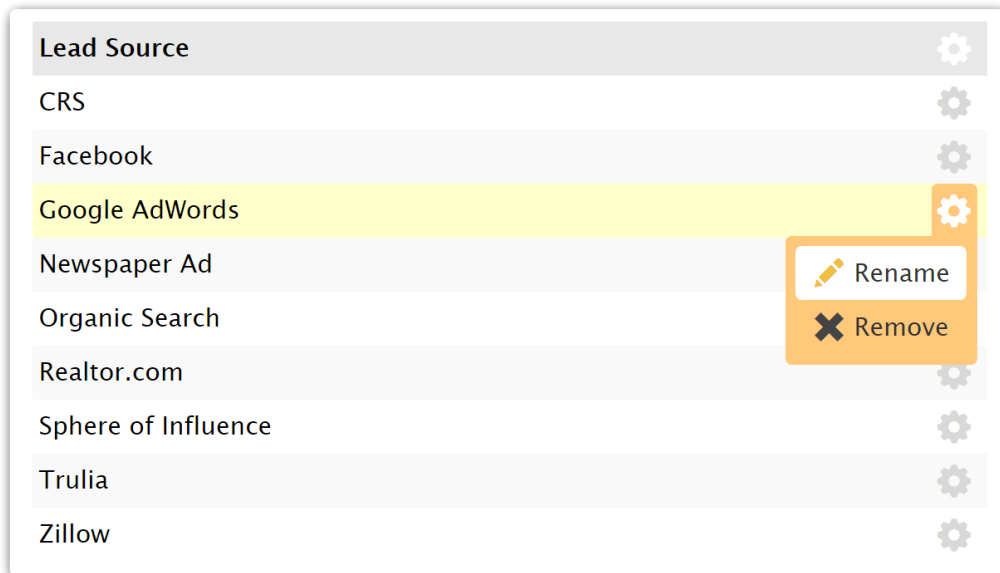 Lead Source
CRS
Facebook
Google AdWords
Newspaper Ad
Rename
Organic Search
Remove
Realtor.com
Sphere of Influence
Trulia
Zillow